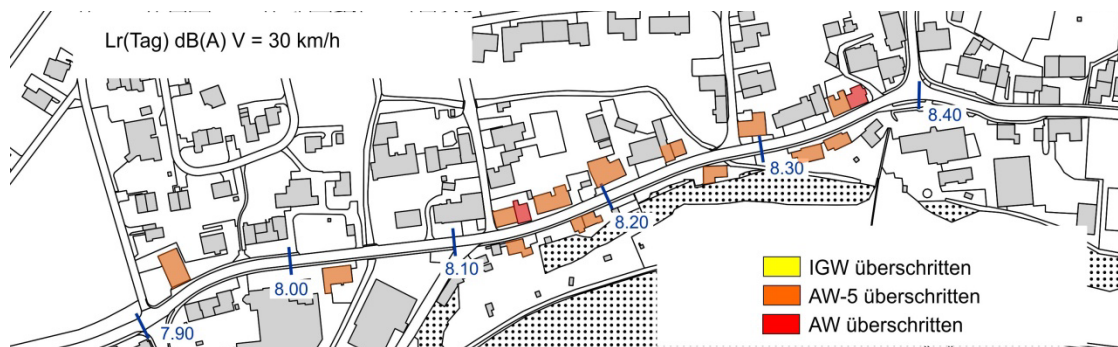 Lr(Tag) dB(A) V = 30 km/h
8.40
8.30
8.20
8.10
8.00
7.90
IGW überschritten
AW-5 überschritten
AW überschritten